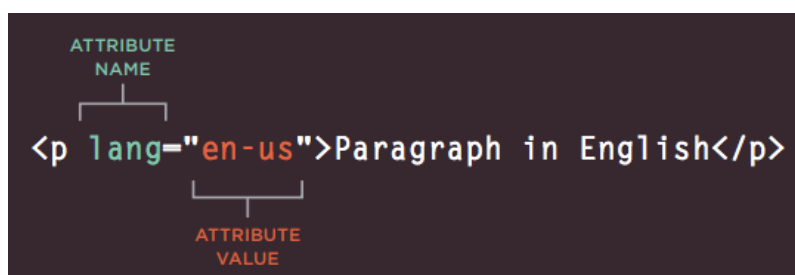 ATTRIBUTE
NAME
<p lang="en-us">Paragraph in English</p>
ATTRIBUTE
VALUE